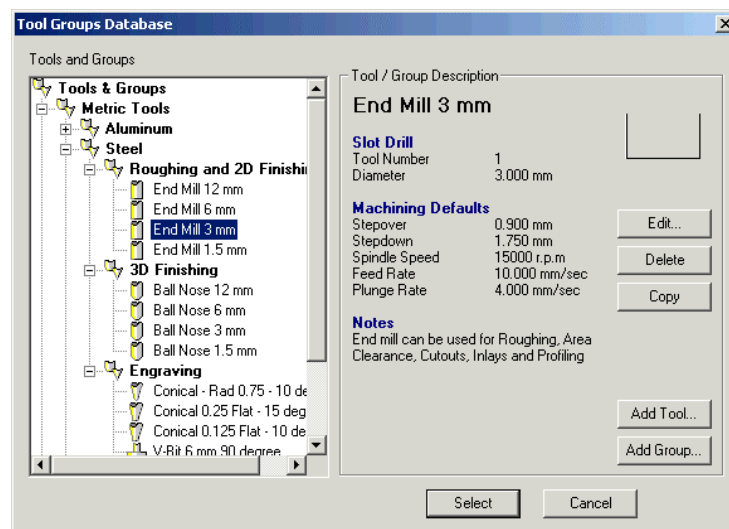 Tool Groups Database
Tools and Groups
Tools & Groups
Metric Tools
Aluminum
Steel
Roughing and 2D Finishi
End Mill 12 mm
End Mill 6 mm
End Mill 3 mm
End Mill 1.5 mm
3D Finishing
Ball Nose 12 mm
Ball Nose 6 mm
Ball Nose 3 mm
Ball Nose 1.5 mm
Engraving
Conical - Rad 0.75 - 10 de
Conical 0.25 Flat - 15 deg
Conical 0.125 Flat - 10 de
V-Bit 6 mm 90 degree
Tool / Group Description
End Mill 3 mm
Slot Drill
Tool Number 1
Diameter 3.000 mm
Machining Defaults
Stepover 0.900 mm
Stepdown 1.750 mm
Spindle Speed 15000 r.p.m
Feed Rate 10.000 mm/sec
Plunge Rate 4.000 mm/sec
Notes
End mill can be used for Roughing, Area
Clearance, Cutouts, Inlays and Profiling
Edit...
Delete
Copy
Add Tool...
Add Group...
Select
Cancel